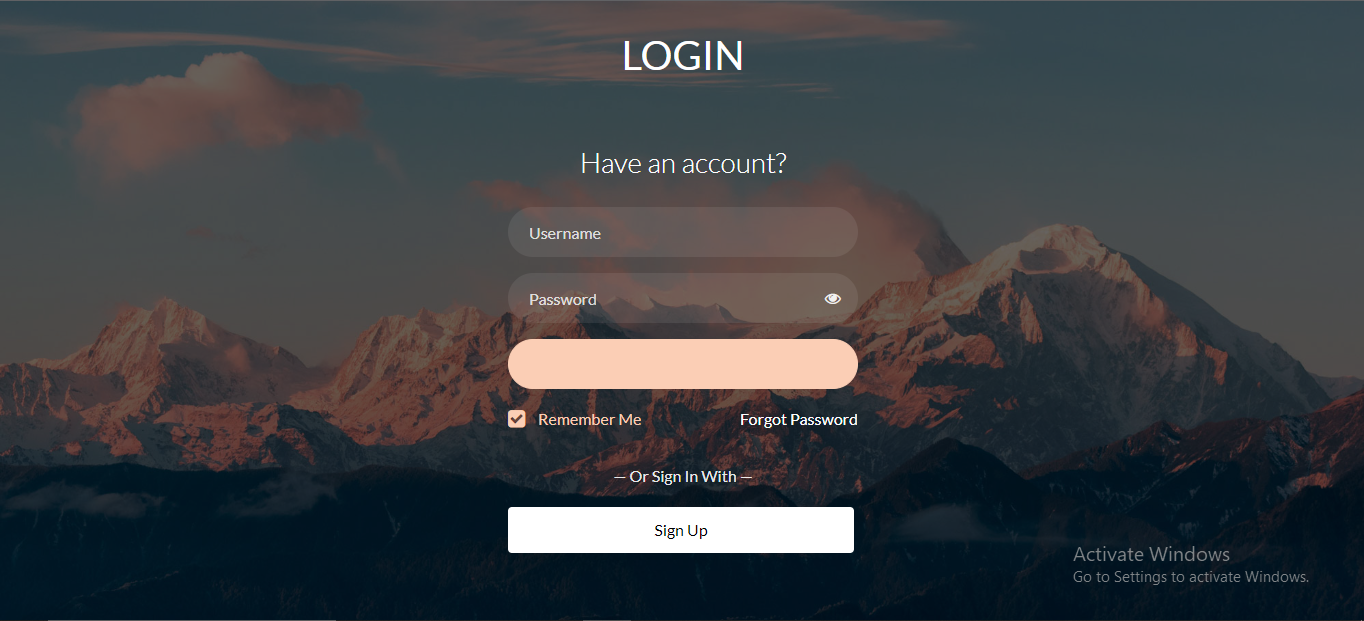 LOGIN
Have an account?
Username
Password
Remember Me
Forgot Password
— Or Sign In With —
Sign Up
Activate Windows
Go to Settings to activate Windows.